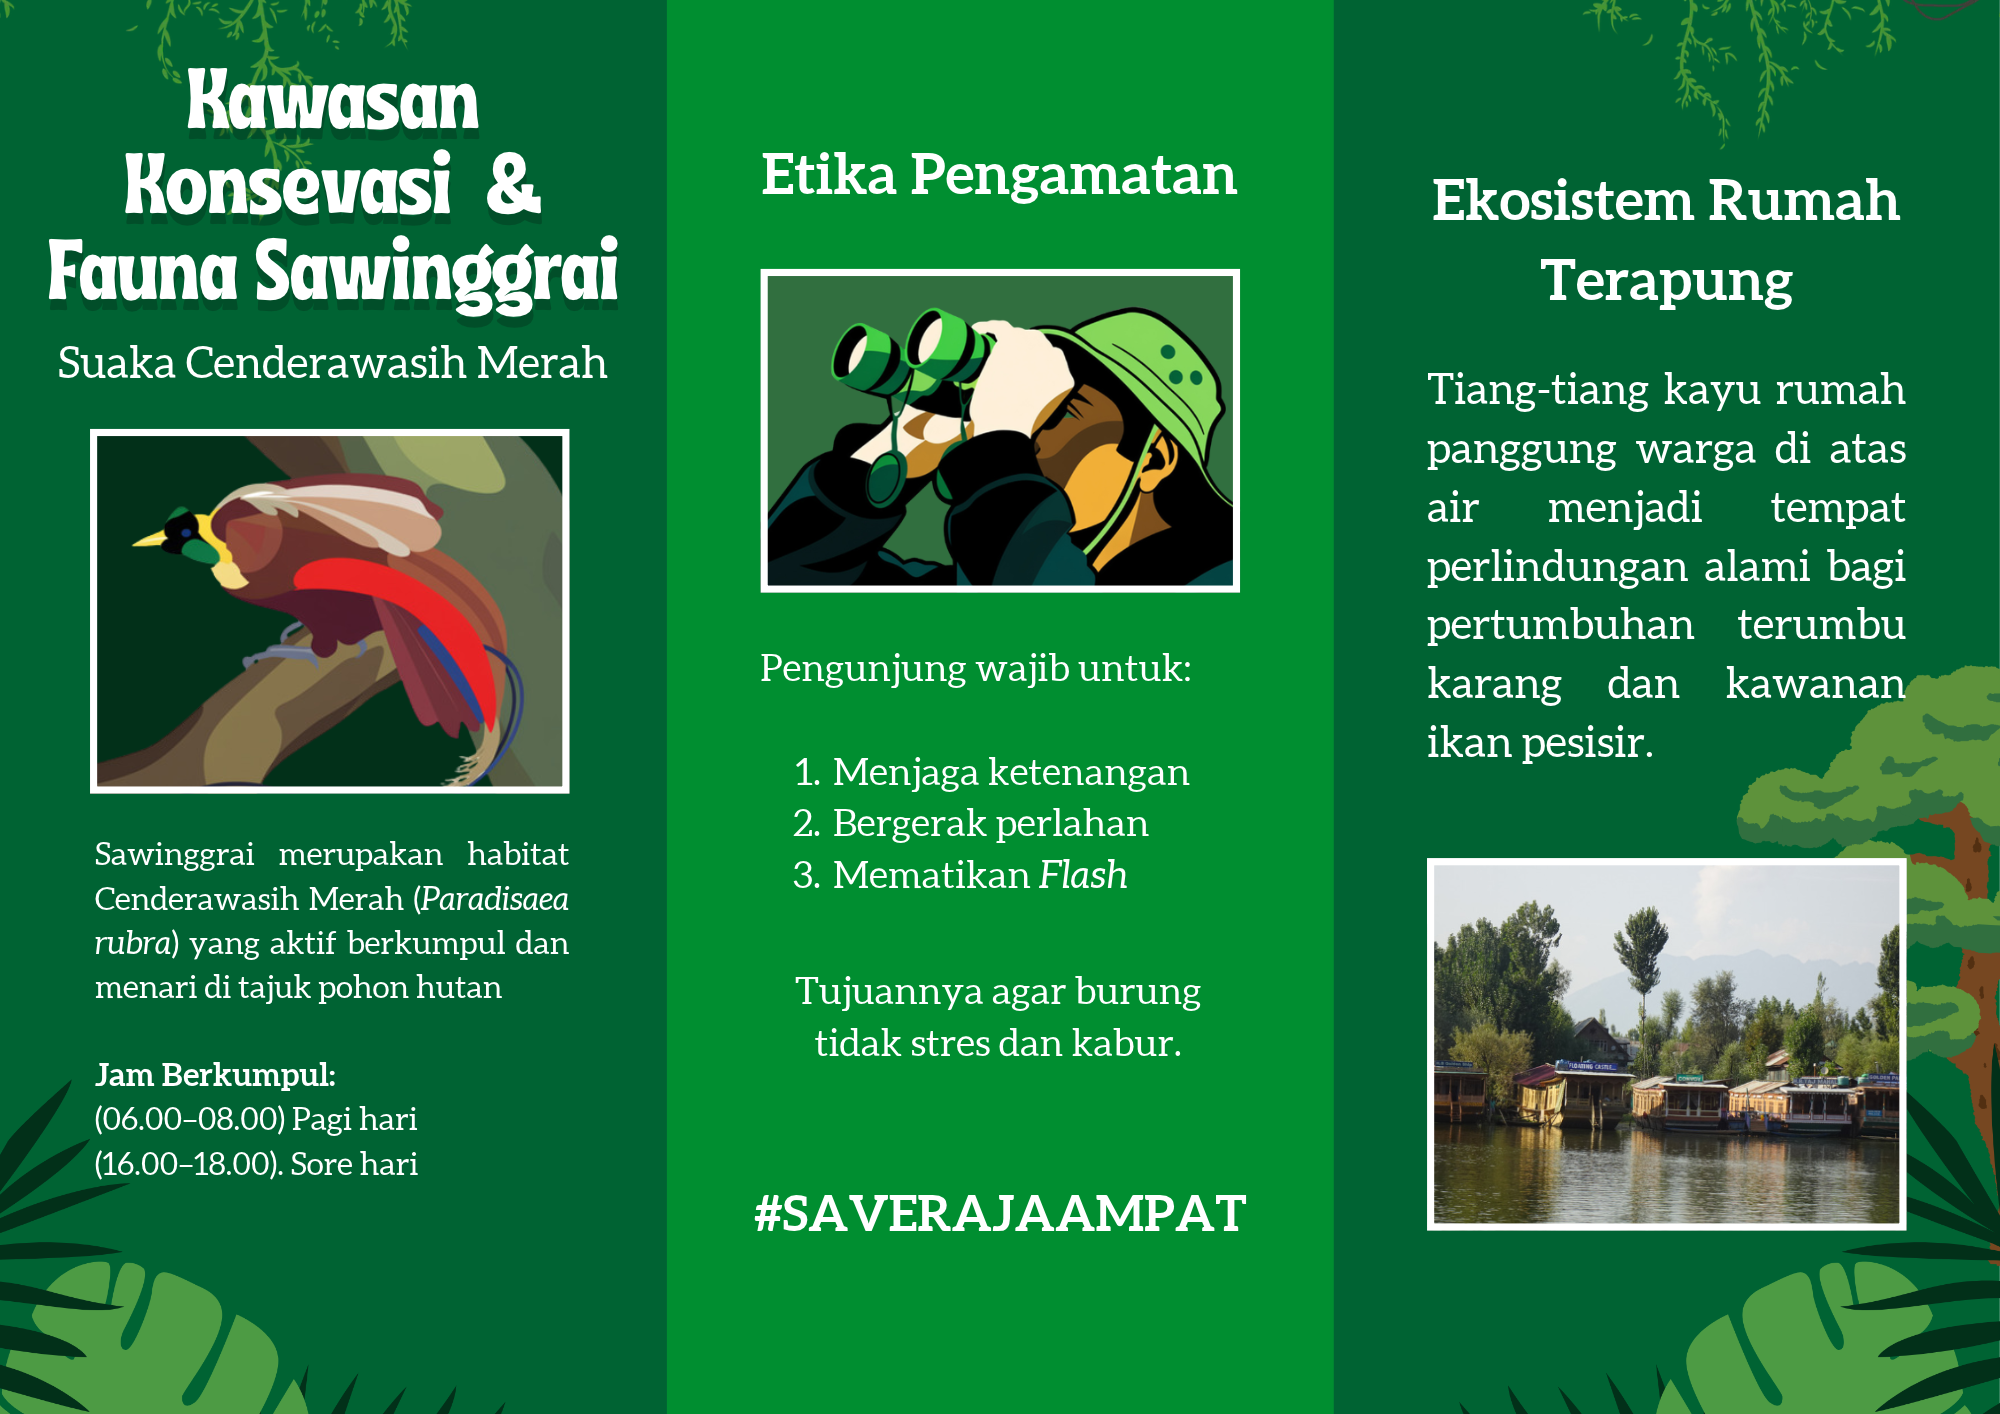 Kawasan
Konsevasi &
Fauna Sawinggrai
Suaka Cenderawasih Merah
Sawinggrai merupakan habitat
Cenderawasih Merah (Paradisaea
rubra) yang aktif berkumpul dan
menari di tajuk pohon hutan
Jam Berkumpul:
(06.00–08.00) Pagi hari
(16.00–18.00). Sore hari
Etika Pengamatan
Pengunjung wajib untuk:
1. Menjaga ketenangan
2. Bergerak perlahan
3. Mematikan Flash
Tujuannya agar burung
tidak stres dan kabur.
#SAVERAJAAMPAT
Ekosistem Rumah
Terapung
Tiang-tiang kayu rumah
panggung warga di atas
air menjadi tempat
perlindungan alami bagi
pertumbuhan terumbu
karang dan kawanan
ikan pesisir.
FLOATING CASTLE